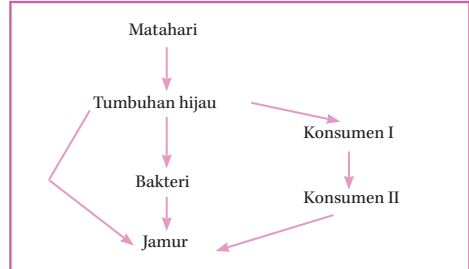 Matahari
Tumbuhan hijau
Konsumen I
Bakteri
Konsumen II
Jamur